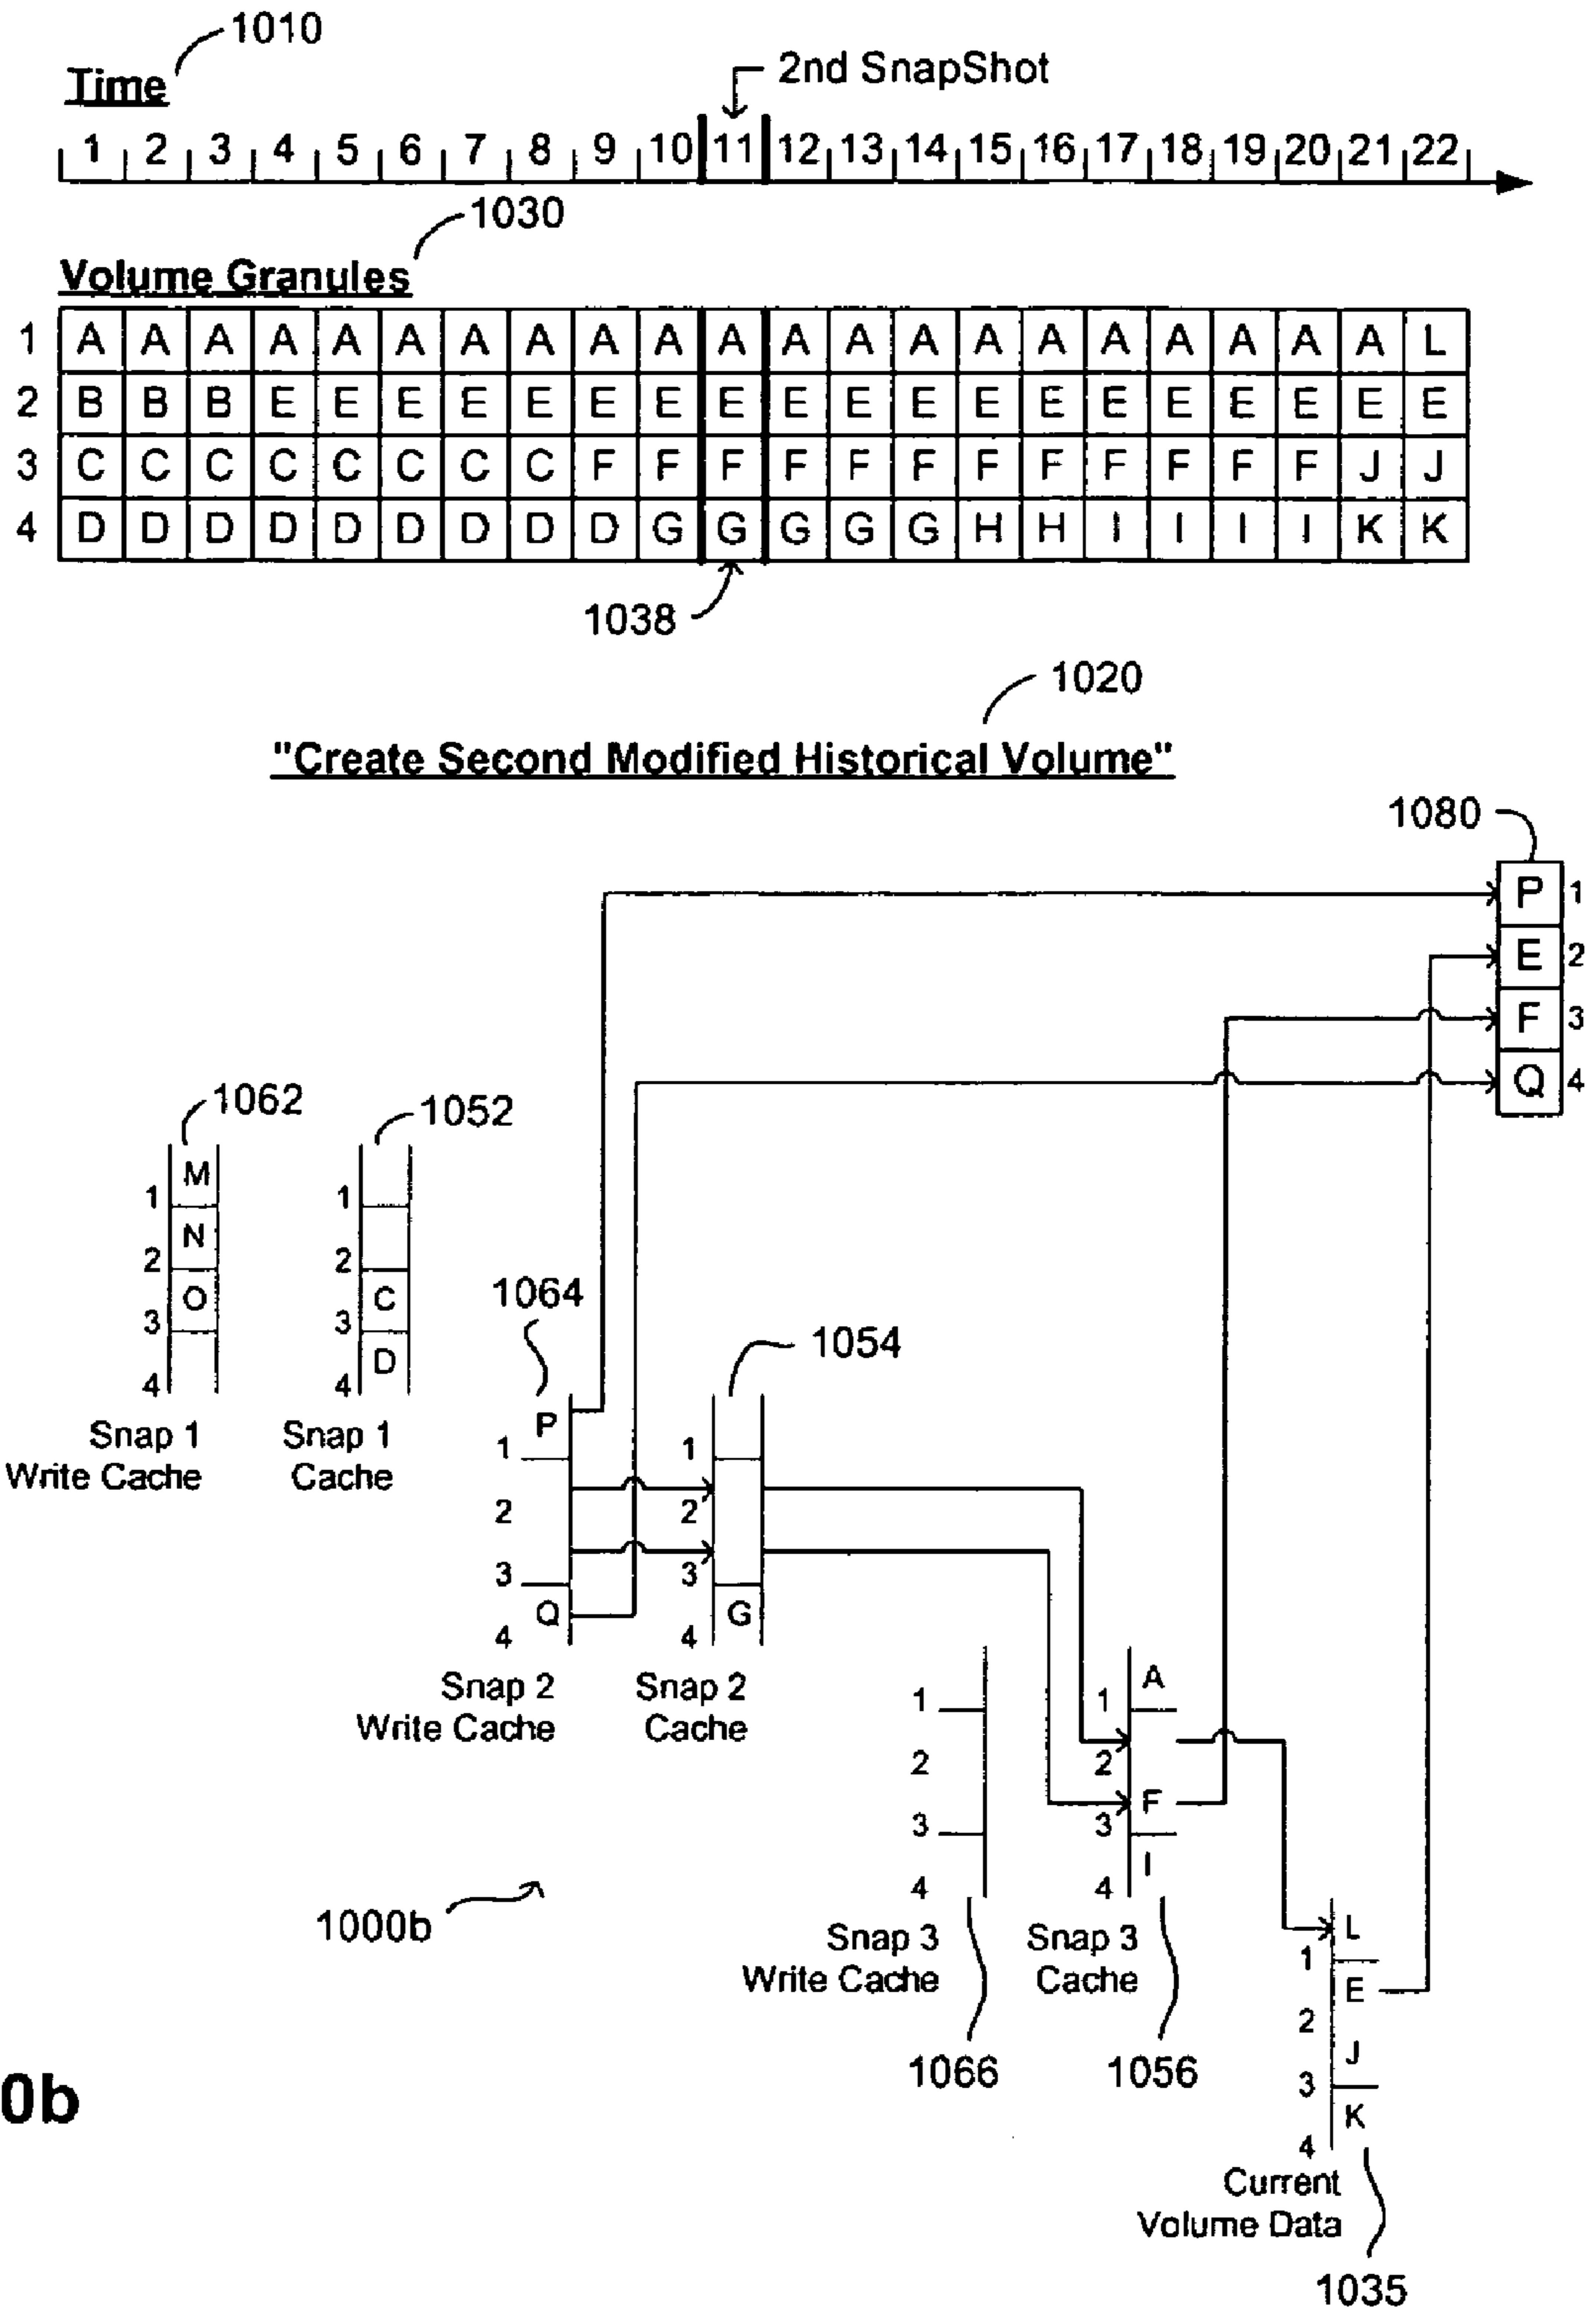 1010
Time
2nd SnapShot
1 2 3 4 5 6 7 8 9 10 11 12 13 14 15 16 17 18 19 20 21 22
1030
Volume Granules
1 A A A A A A A A A A A A A A A A A A A A A L
2 B B B E E E E E E E E E E E E E E E E E E E
3 C C C C C C C C F F F F F F F F F F F F J J
4 D D D D D D D D D G G G G G H H I I I I K K
1038
1020
"Create Second Modified Historical Volume"
1080
P 1
E 2
F 3
Q 4
1062
1052
M
1
N
2
O
3
4
Snap 1
Write Cache
1
2
C
3
D
4
Snap 1
Cache
1064
1054
P
1
2
3
Q
4
Snap 2
Write Cache
1
2
3
G
4
Snap 2
Cache
1
2
3
4
Snap 3
Write Cache
1066
A
1
2
F
3
I
4
Snap 3
Cache
1056
1000b
L
1
E
2
J
3
K
4
Current
Volume Data
1035
0b